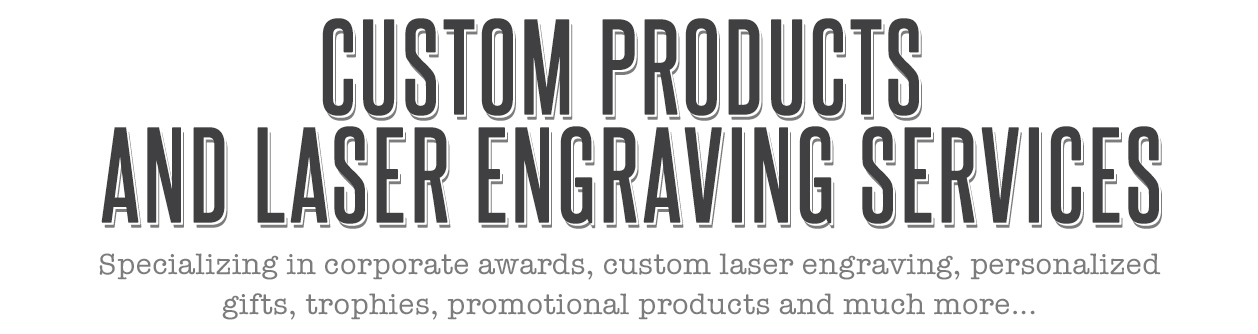 CUSTOM PRODUCTS
AND LASER ENGRAVING SERVICES
Specializing in corporate awards, custom laser engraving, personalized
gifts, trophies, promotional products and much more...